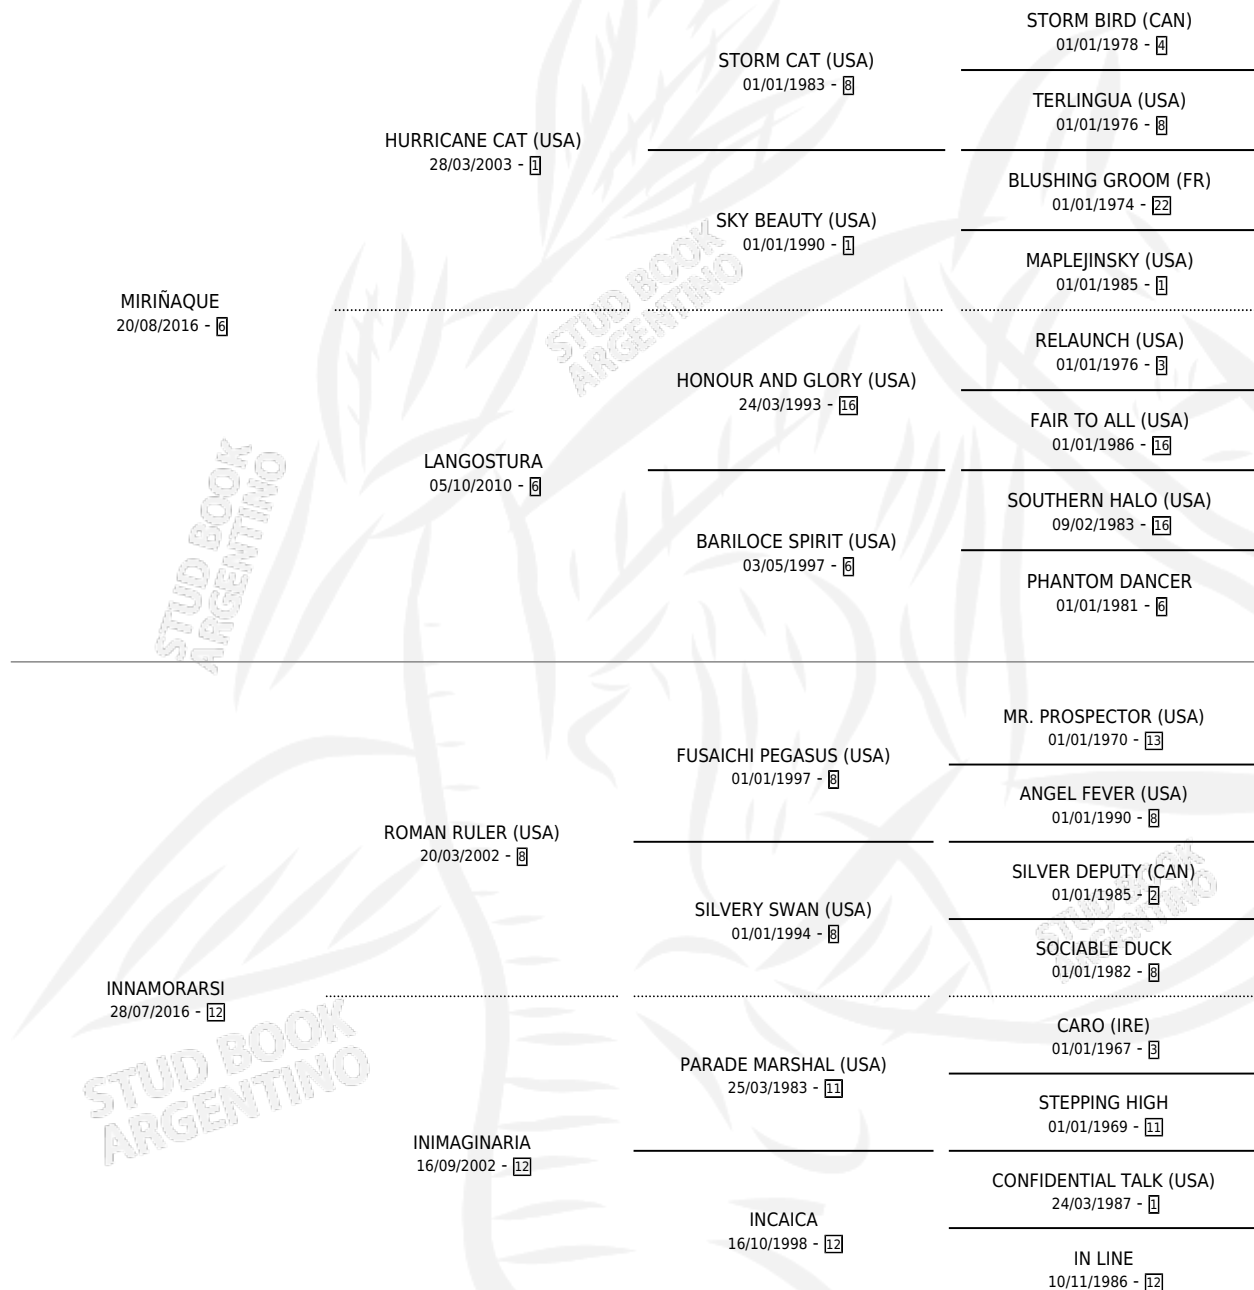 STORM BIRD (CAN)
01/01/1978 - 4
STORM CAT (USA)
01/01/1983 - 8
TERLINGUA (USA)
01/01/1976 - 8
HURRICANE CAT (USA)
28/03/2003 - 1
BLUSHING GROOM (FR)
01/01/1974 - 22
SKY BEAUTY (USA)
01/01/1990 - 1
MAPLEJINSKY (USA)
01/01/1985 - 1
MIRIÑAQUE
20/08/2016 - 6
RELAUNCH (USA)
01/01/1976 - 3
HONOUR AND GLORY (USA)
24/03/1993 - 16
FAIR TO ALL (USA)
01/01/1986 - 16
LANGOSTURA
05/10/2010 - 6
SOUTHERN HALO (USA)
09/02/1983 - 16
BARILOCE SPIRIT (USA)
03/05/1997 - 6
PHANTOM DANCER
01/01/1981 - 6
MR. PROSPECTOR (USA)
01/01/1970 - 13
FUSAICHI PEGASUS (USA)
01/01/1997 - 8
ANGEL FEVER (USA)
01/01/1990 - 8
ROMAN RULER (USA)
20/03/2002 - 8
SILVER DEPUTY (CAN)
01/01/1985 - 2
SILVERY SWAN (USA)
01/01/1994 - 8
SOCIABLE DUCK
01/01/1982 - 8
INNAMORARSI
28/07/2016 - 12
CARO (IRE)
01/01/1967 - 3
PARADE MARSHAL (USA)
25/03/1983 - 11
STEPPING HIGH
01/01/1969 - 11
INIMAGINARIA
16/09/2002 - 12
CONFIDENTIAL TALK (USA)
24/03/1987 - 1
INCAICA
16/10/1998 - 12
IN LINE
10/11/1986 - 12
STUD BOOK
ARGENTINO
STUD BOOK
ARGENTINO
STUD BOOK
ARGENTINO
STUD BOOK
ARGENTINO